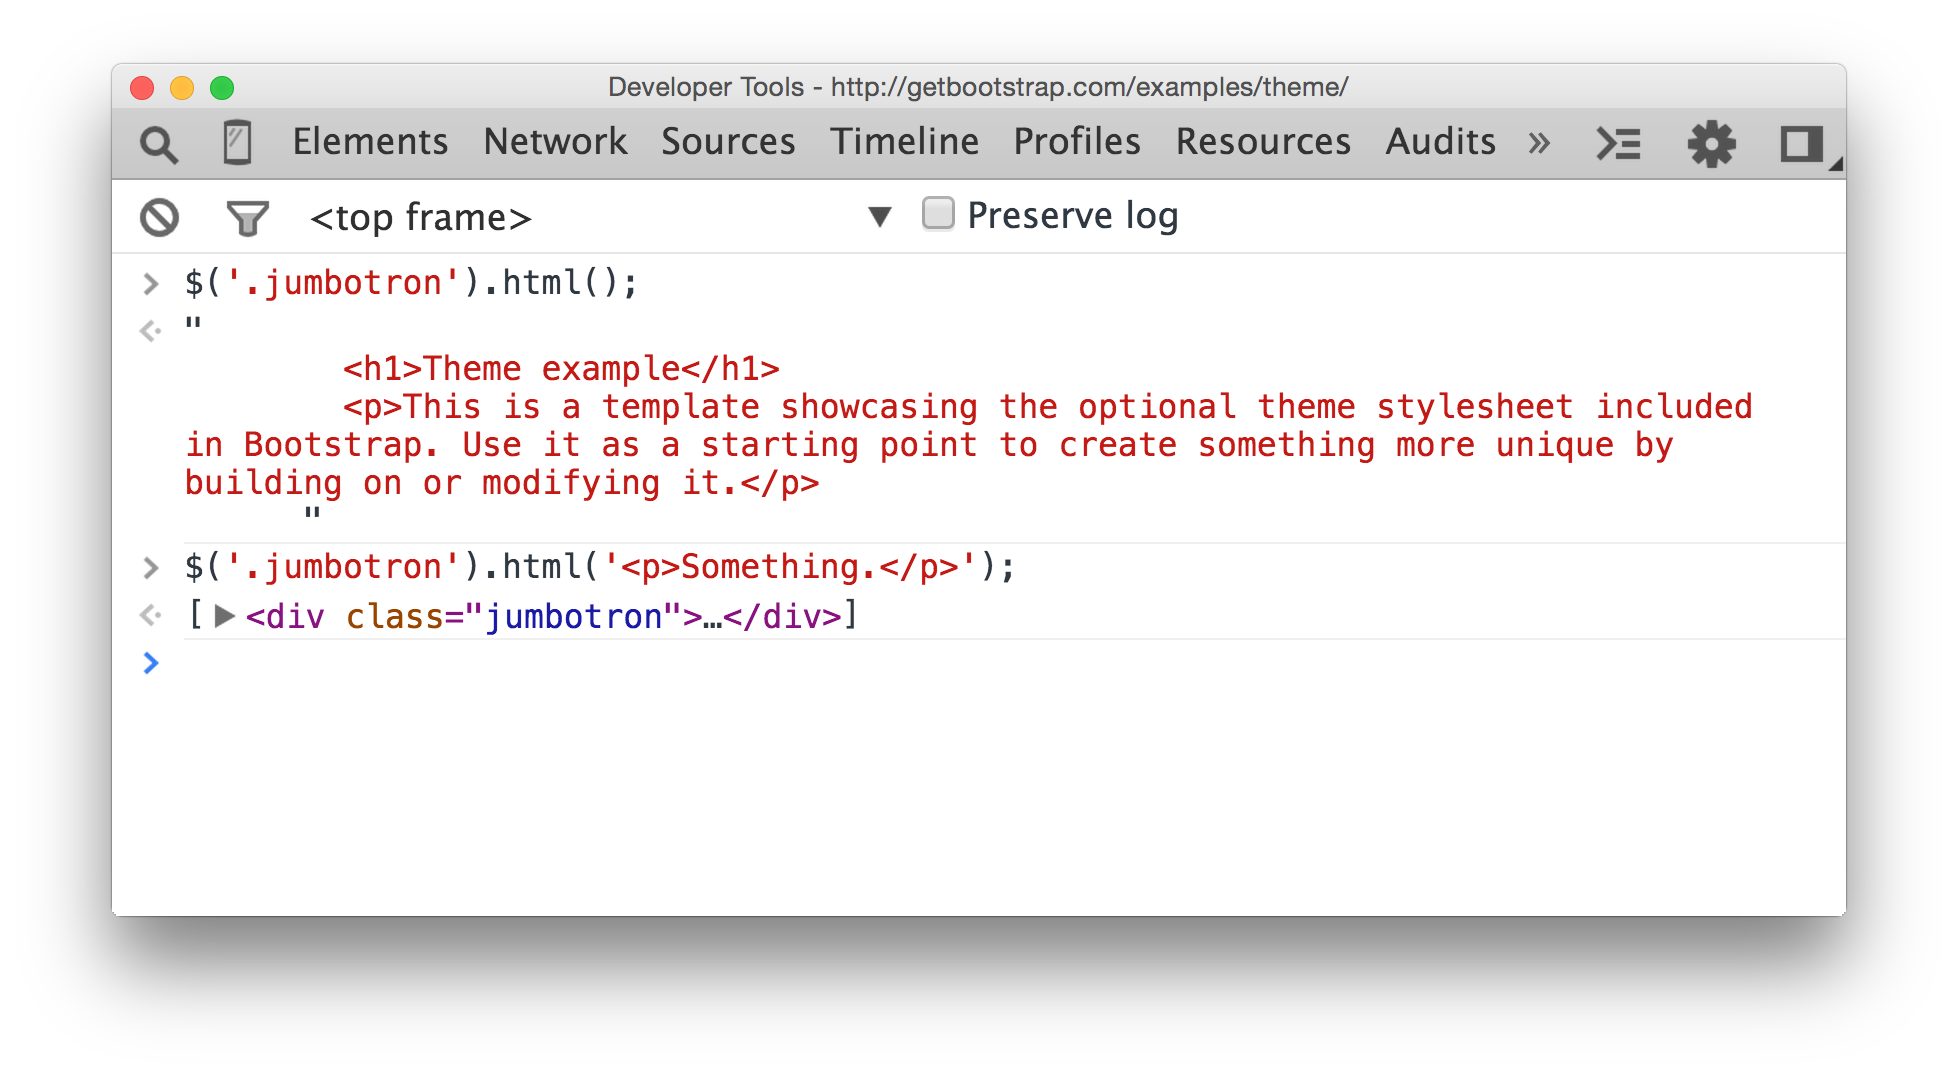 Developer Tools - http://getbootstrap.com/examples/theme/
Elements Network Sources Timeline Profiles Resources Audits »
<top frame> ▼ Preserve log
> $('.jumbotron').html();
"
<h1>Theme example</h1>
<p>This is a template showcasing the optional theme stylesheet included
in Bootstrap. Use it as a starting point to create something more unique by
building on or modifying it.</p>
"
> $('.jumbotron').html('<p>Something.</p>');
[▶<div class="jumbotron">…</div>]
>